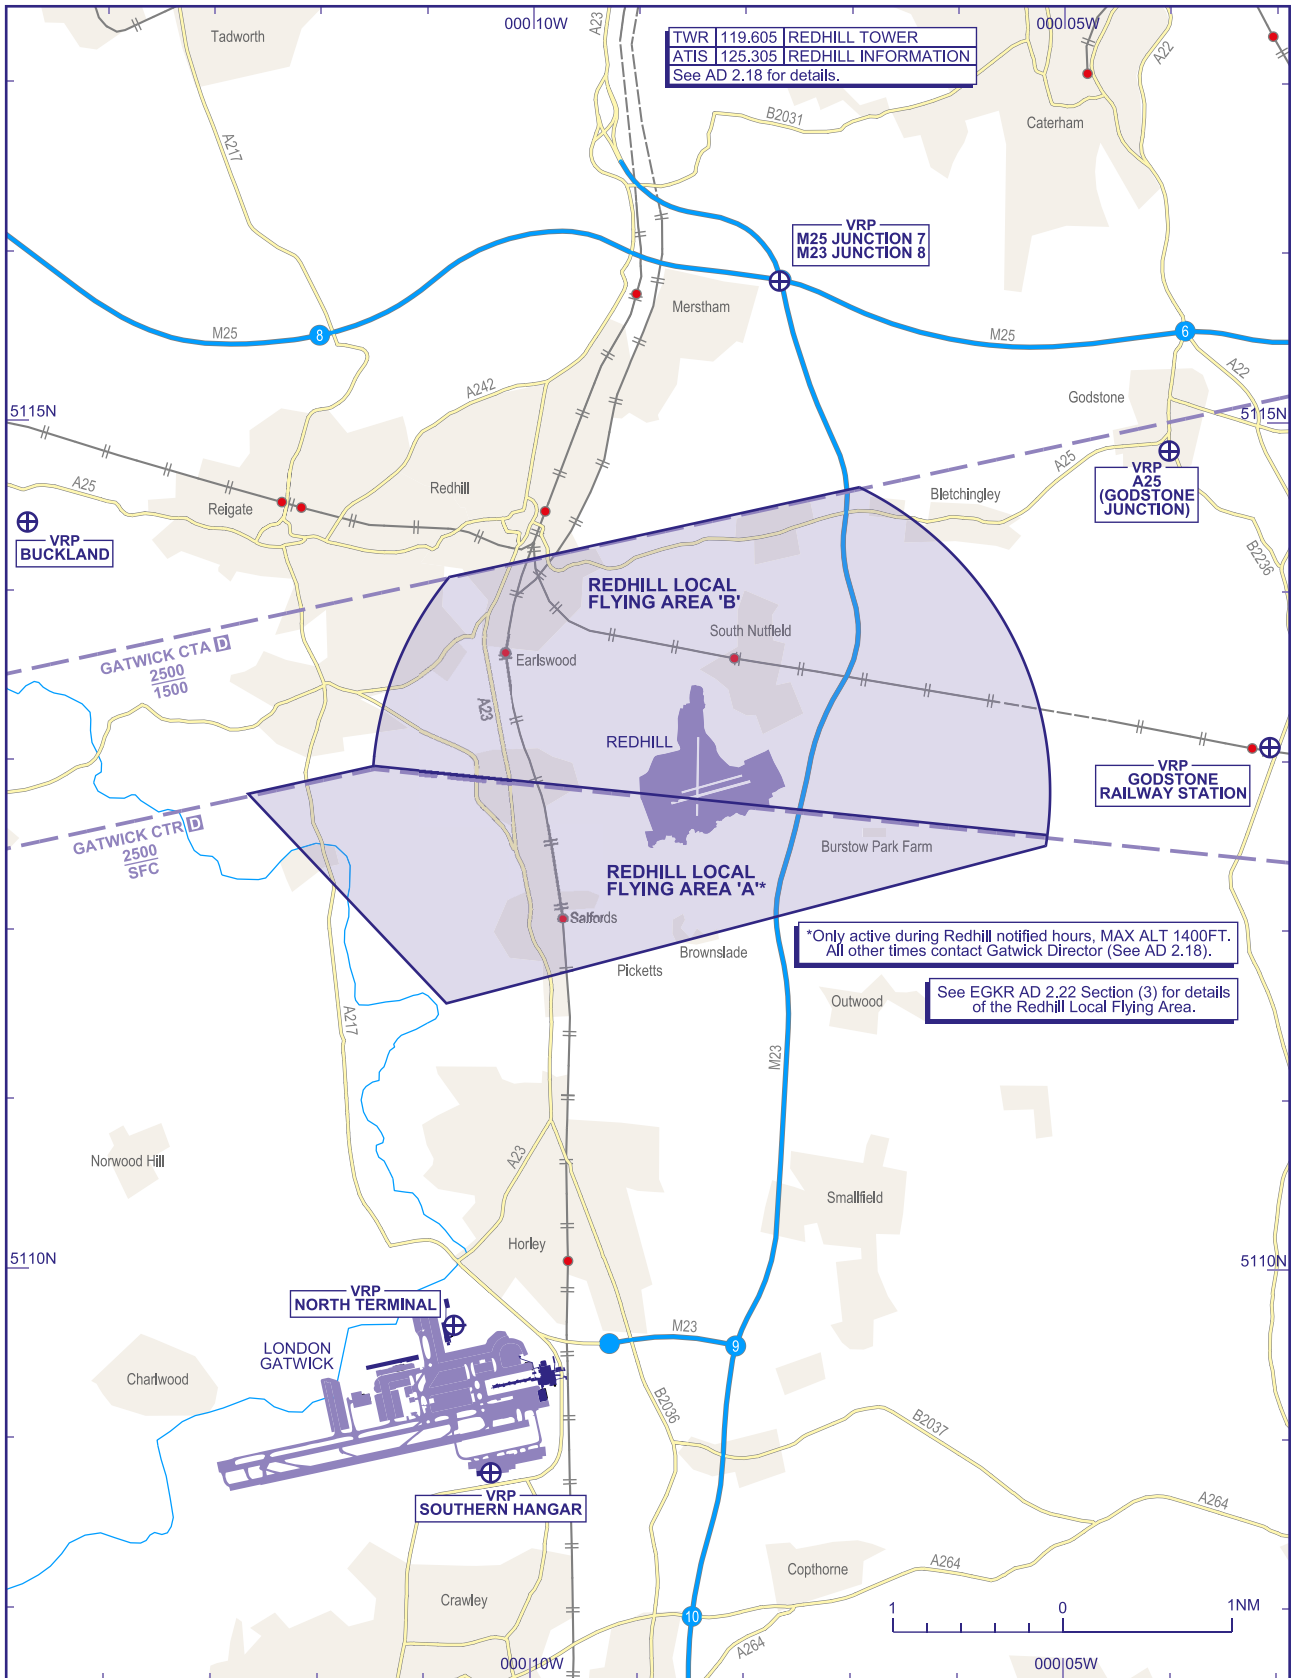 000|10W
000|05W
A23
A22
Tadworth
TWR 119.605 REDHILL TOWER
ATIS 125.305 REDHILL INFORMATION
See AD 2.18 for details.
B2031
Caterham
A217
VRP
M25 JUNCTION 7
M23 JUNCTION 8
Merstham
M25
8
M25
6
A22
A242
Godstone
5115N
5115N
A25
A25
VRP
A25
(GODSTONE
JUNCTION)
Redhill
Bletchingley
Reigate
VRP
BUCKLAND
B2236
REDHILL LOCAL
FLYING AREA 'B'
South Nutfield
GATWICK CTA D
2500
1500
Earlswood
A23
REDHILL
VRP
GODSTONE
RAILWAY STATION
GATWICK CTR D
2500
SFC
Burstow Park Farm
REDHILL LOCAL
FLYING AREA 'A'*
Salfords
Brownslade
Picketts
*Only active during Redhill notified hours, MAX ALT 1400FT.
All other times contact Gatwick Director (See AD 2.18).
See EGKR AD 2.22 Section (3) for details
of the Redhill Local Flying Area.
Outwood
A217
M23
A23
Norwood Hill
Smallfield
Horley
5110N
5110N
VRP
NORTH TERMINAL
M23
9
LONDON
GATWICK
Charlwood
B2036
B2037
VRP
SOUTHERN HANGAR
A264
A264
Copthorne
Crawley
10
A264
1 0 1NM
000|10W
000|05W